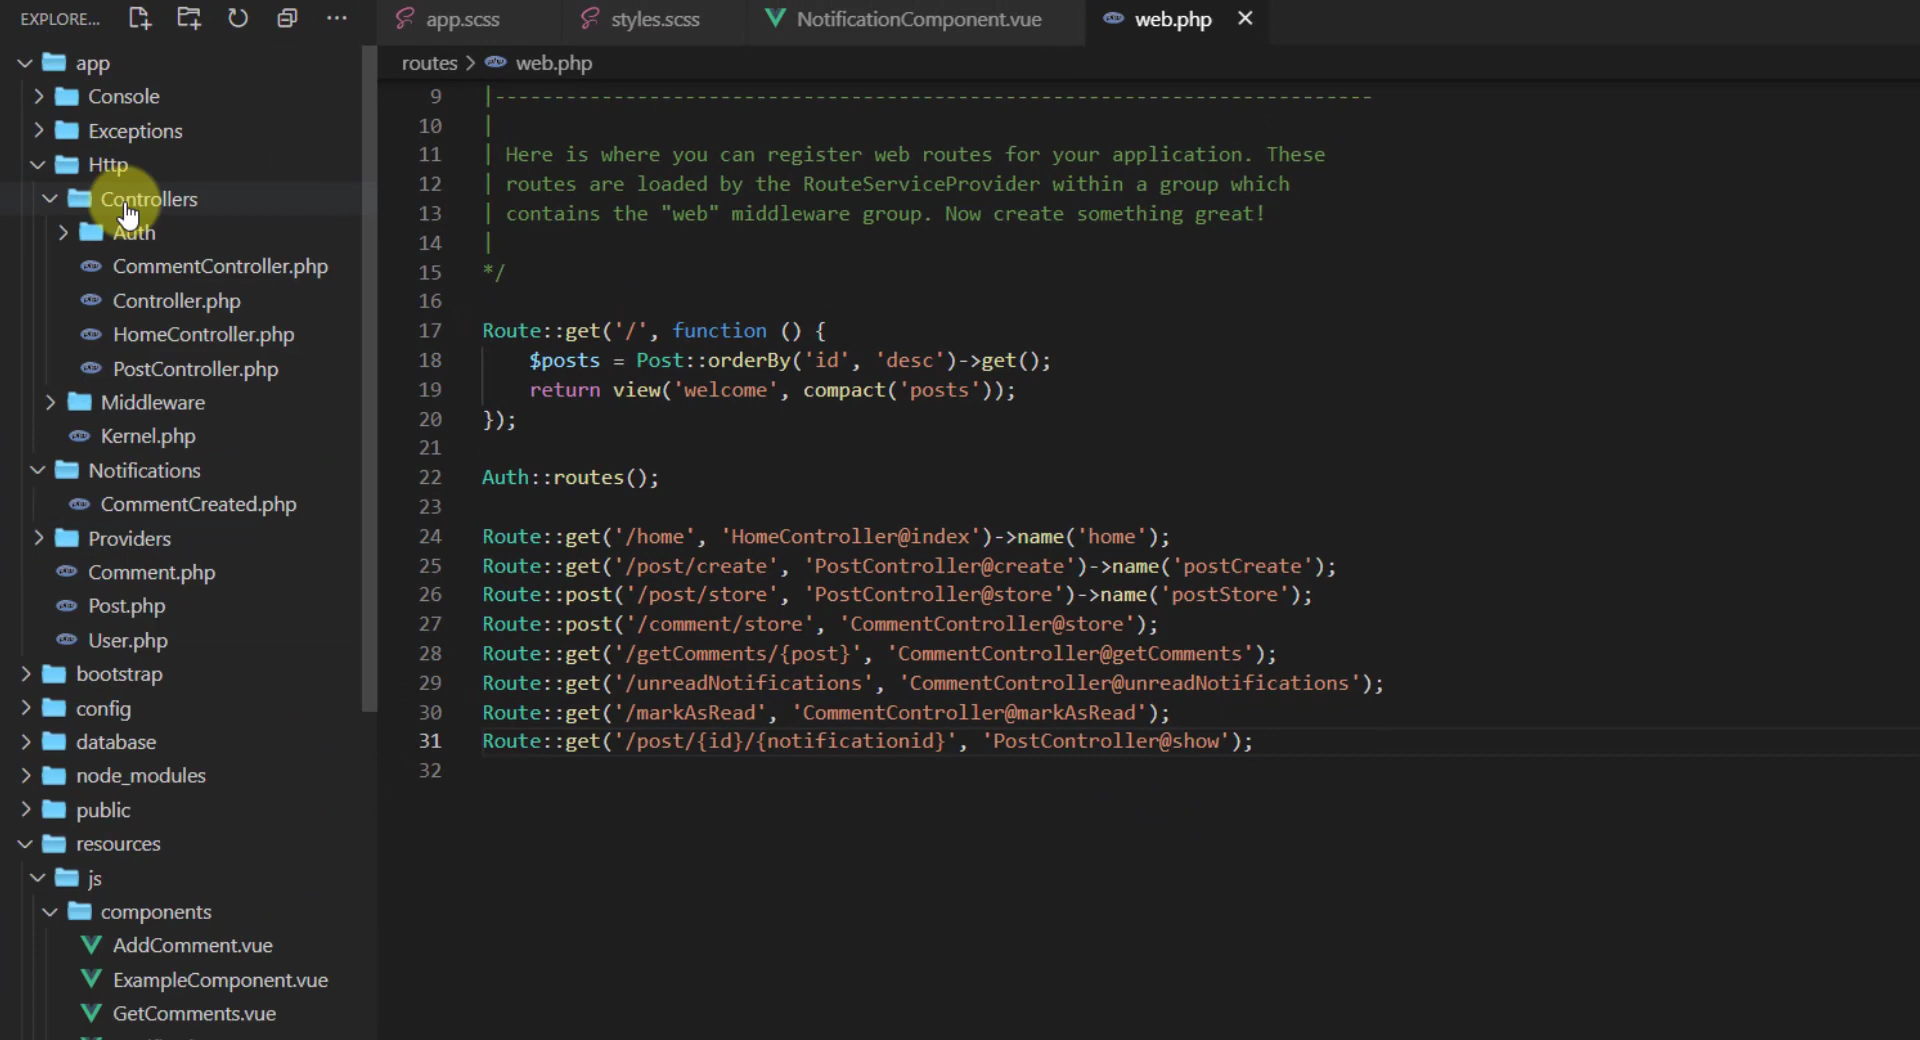 EXPLORE...
app
Console
Exceptions
Http
Controllers
Auth
CommentController.php
Controller.php
HomeController.php
PostController.php
Middleware
Kernel.php
Notifications
CommentCreated.php
Providers
Comment.php
Post.php
User.php
bootstrap
config
database
node_modules
public
resources
js
components
AddComment.vue
ExampleComponent.vue
GetComments.vue
app.scss
styles.scss
NotificationComponent.vue
web.php
routes > web.php
9 |--------------------------------------------------------------------------
10 |
11 | Here is where you can register web routes for your application. These
12 | routes are loaded by the RouteServiceProvider within a group which
13 | contains the "web" middleware group. Now create something great!
14 |
15 */
16
17 Route::get('/', function () {
18 $posts = Post::orderBy('id', 'desc')->get();
19 return view('welcome', compact('posts'));
20 });
21
22 Auth::routes();
23
24 Route::get('/home', 'HomeController@index')->name('home');
25 Route::get('/post/create', 'PostController@create')->name('postCreate');
26 Route::post('/post/store', 'PostController@store')->name('postStore');
27 Route::post('/comment/store', 'CommentController@store');
28 Route::get('/getComments/{post}', 'CommentController@getComments');
29 Route::get('/unreadNotifications', 'CommentController@unreadNotifications');
30 Route::get('/markAsRead', 'CommentController@markAsRead');
31 Route::get('/post/{id}/{notificationid}', 'PostController@show');
32